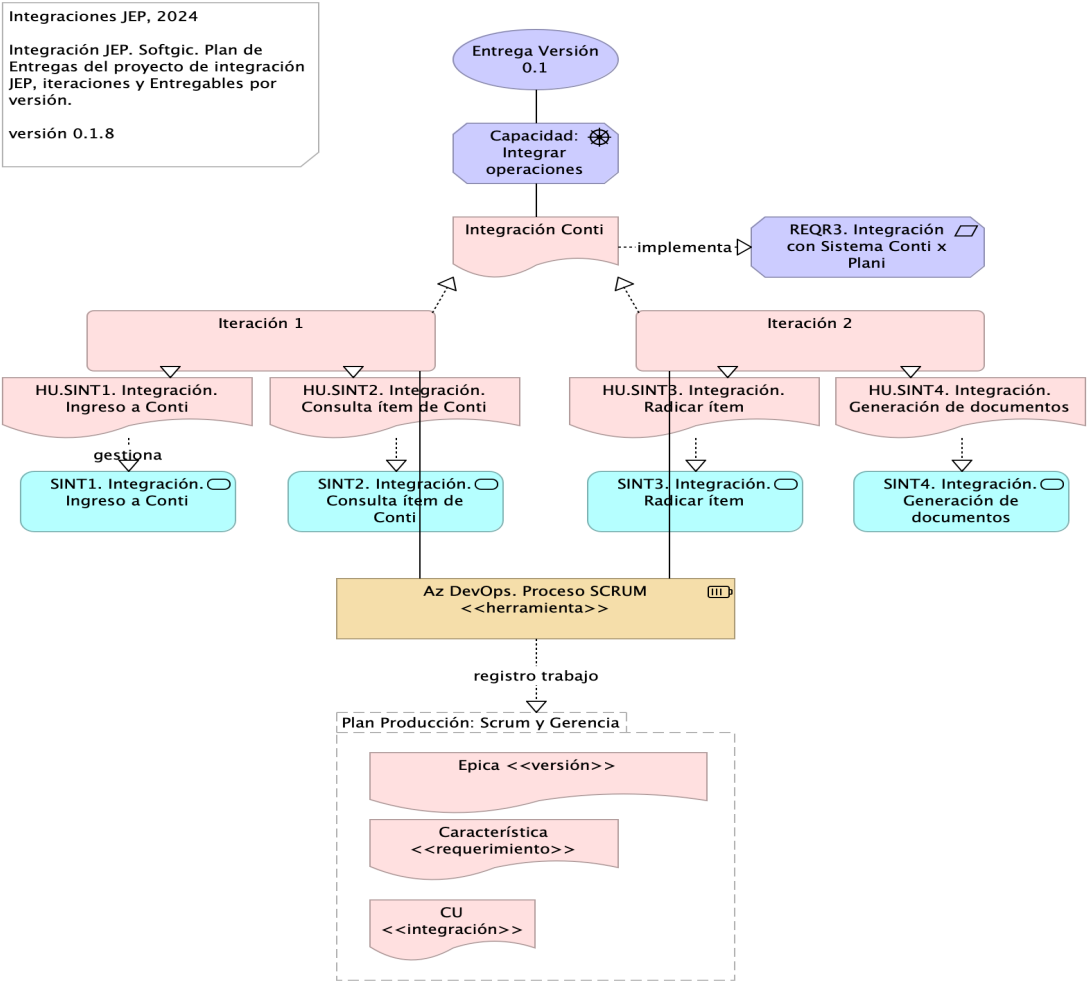 Integraciones JEP, 2024
Integración JEP. Softgic. Plan de
Entregas del proyecto de integración
JEP, iteraciones y Entregables por
versión.
versión 0.1.8
Entrega Versión
0.1
Capacidad:
Integrar
operaciones
Integración Conti
implementa
REQR3. Integración
con Sistema Conti x
Plani
Iteración 1
Iteración 2
HU.SINT1. Integración.
Ingreso a Conti
HU.SINT2. Integración.
Consulta ítem de Conti
HU.SINT3. Integración.
Radicar ítem
HU.SINT4. Integración.
Generación de documentos
gestiona
SINT1. Integración.
Ingreso a Conti
SINT2. Integración.
Consulta ítem de
Conti
SINT3. Integración.
Radicar ítem
SINT4. Integración.
Generación de
documentos
Az DevOps. Proceso SCRUM
<<herramienta>>
registro trabajo
Plan Producción: Scrum y Gerencia
Epica <<versión>>
Característica
<<requerimiento>>
CU
<<integración>>